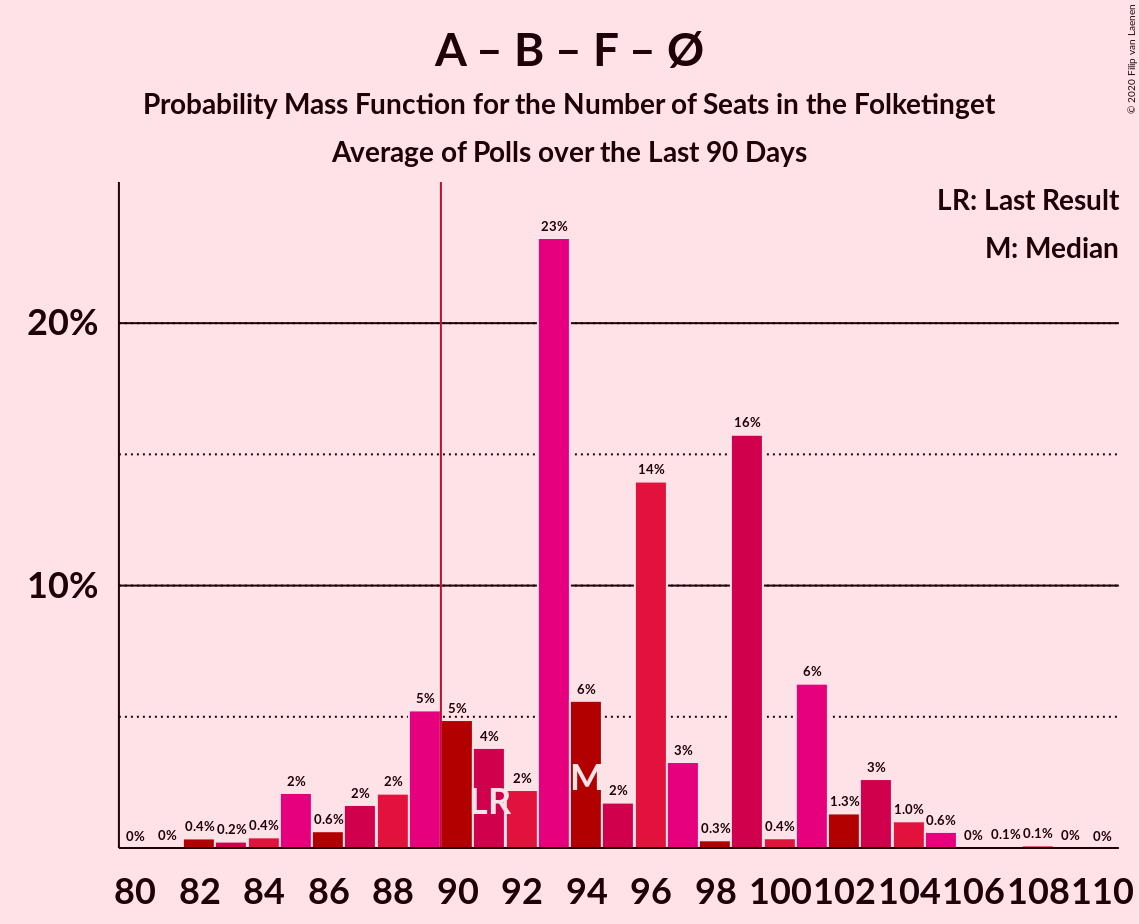 A – B – F – Ø
Probability Mass Function for the Number of Seats in the Folketinget
Average of Polls over the Last 90 Days
© 2020 Filip van Laenen
LR: Last Result
M: Median
20%
10%
0% 0% 0.4% 0.2% 0.4% 2% 0.6% 2% 2% 5% 5% 4% 2% 23% 6% 2% 14% 3% 0.3% 16% 0.4% 6% 1.3% 3% 1.0% 0.6% 0% 0.1% 0.1% 0% 0%
LR M
80 82 84 86 88 90 92 94 96 98 100 102 104 106 108 110